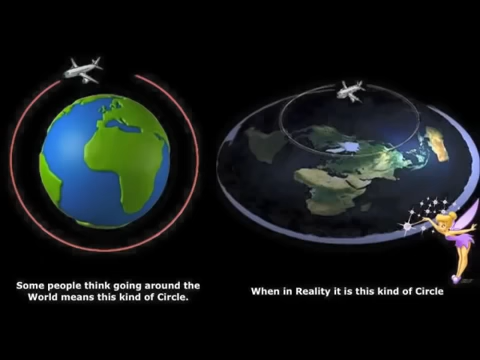 Some people think going around the
World means this kind of Circle.
When in Reality it is this kind of Circle